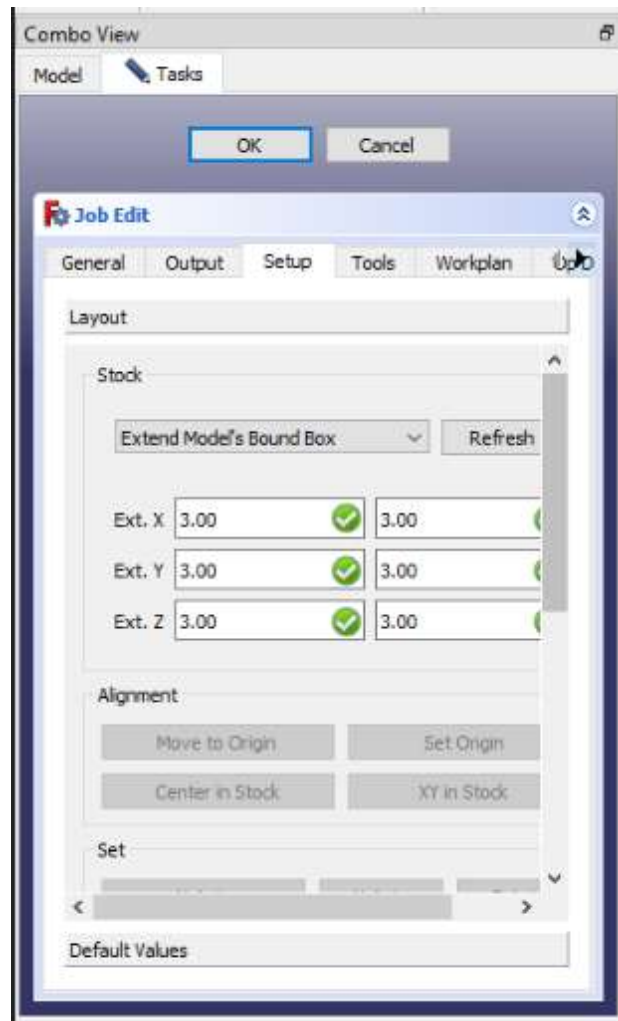 Combo View
Model Tasks
OK Cancel
Job Edit
General Output Setup Tools Workplan
Layout
Stock
Extend Model's Bound Box Refresh
Ext. X 3.00 3.00
Ext. Y 3.00 3.00
Ext. Z 3.00 3.00
Alignment
Move to Origin Set Origin
Center in Stock XY in Stock
Set
Default Values